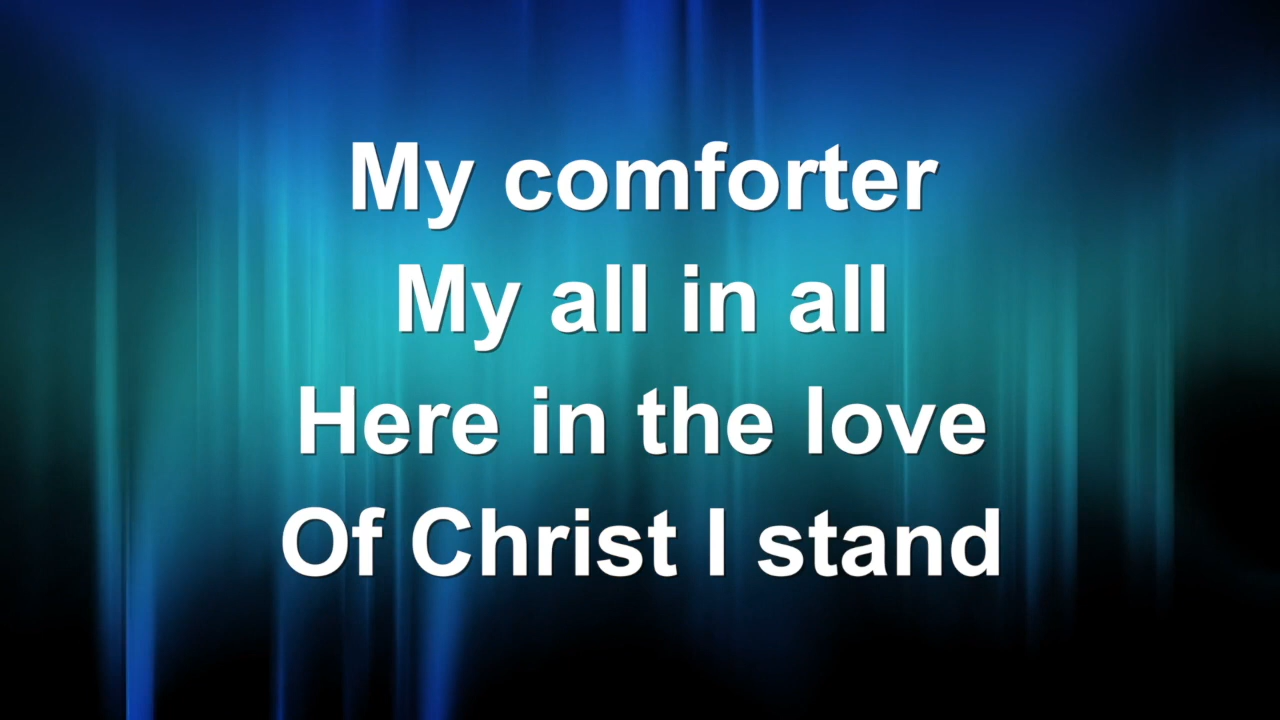 My comforter
My all in all
Here in the love
Of Christ I stand